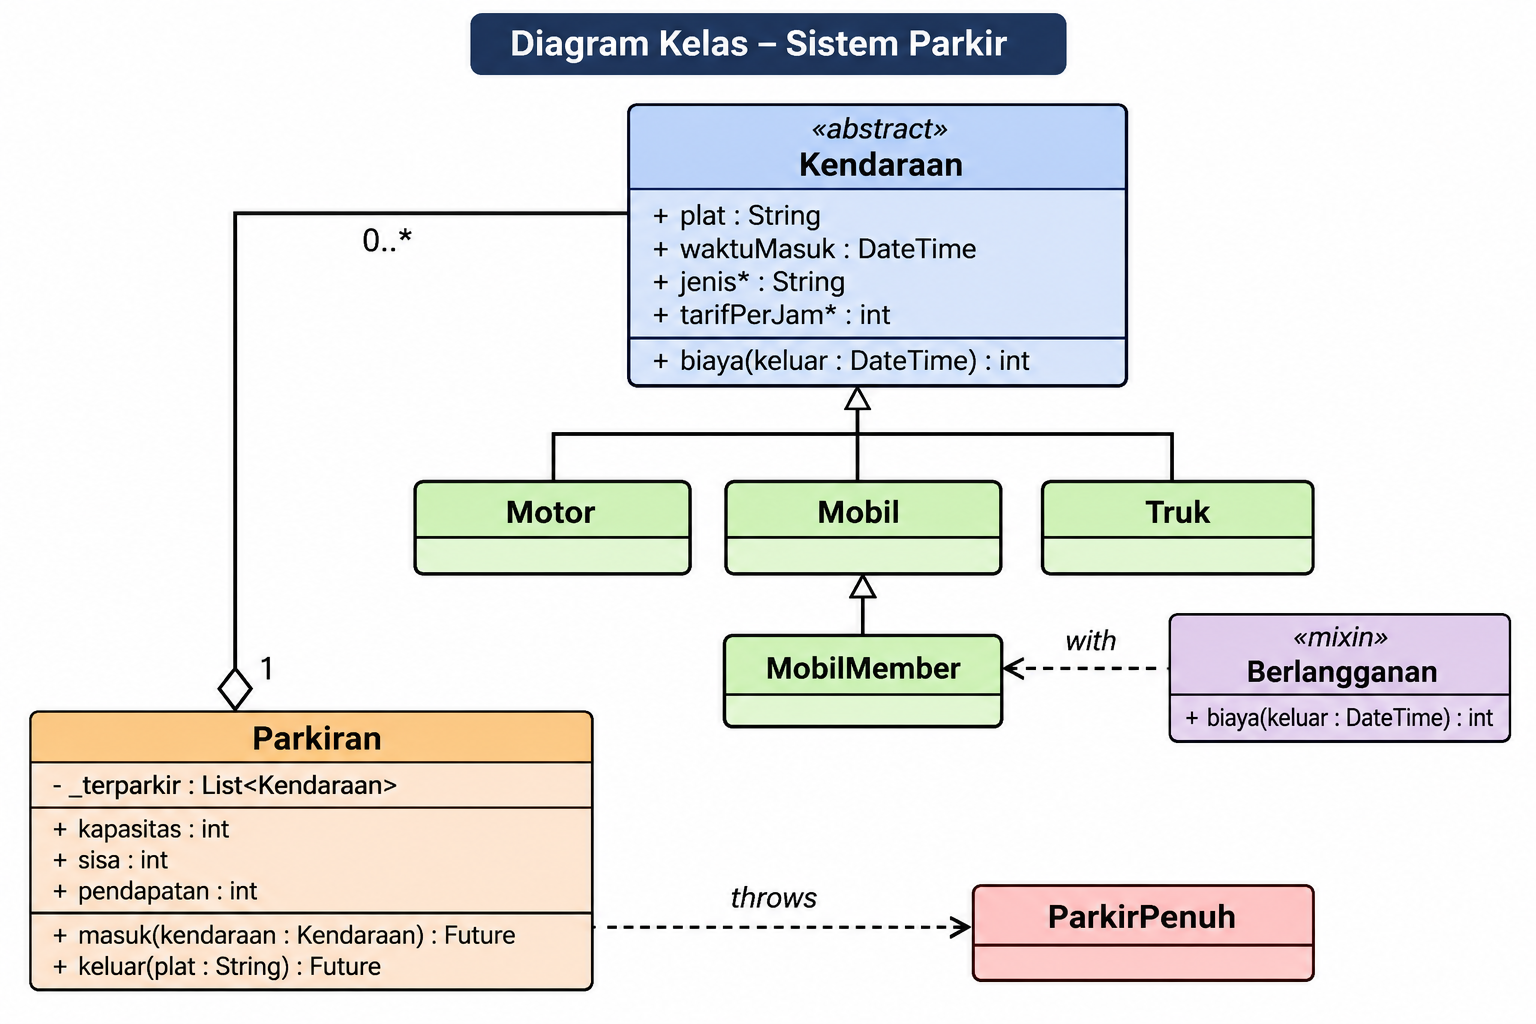 Diagram Kelas – Sistem Parkir
«abstract»
Kendaraan
+ plat : String
+ waktuMasuk : DateTime
+ jenis* : String
+ tarifPerJam* : int
+ biaya(keluar : DateTime) : int
0..*
Motor
Mobil
Truk
MobilMember
with
«mixin»
Berlangganan
+ biaya(keluar : DateTime) : int
1
Parkiran
- _terparkir : List<Kendaraan>
+ kapasitas : int
+ sisa : int
+ pendapatan : int
+ masuk(kendaraan : Kendaraan) : Future
+ keluar(plat : String) : Future
throws
ParkirPenuh